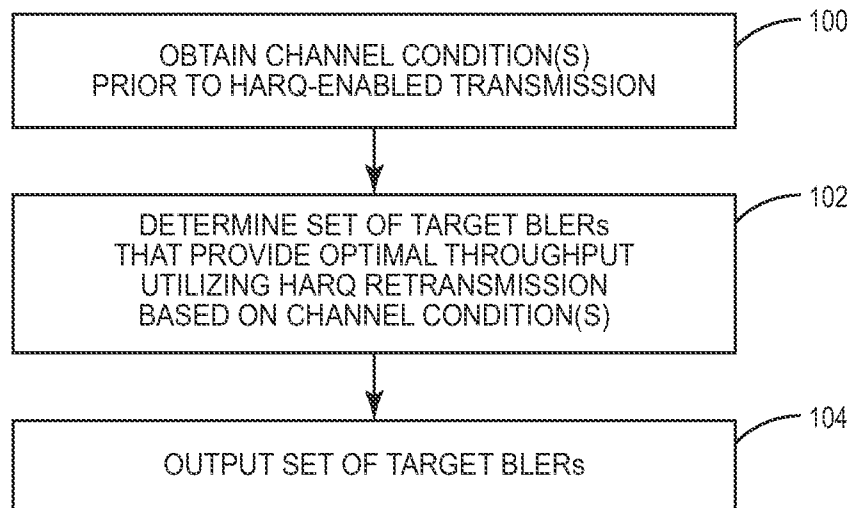 100
OBTAIN CHANNEL CONDITION(S)
PRIOR TO HARQ-ENABLED TRANSMISSION
102
DETERMINE SET OF TARGET BLERs
THAT PROVIDE OPTIMAL THROUGHPUT
UTILIZING HARQ RETRANSMISSION
BASED ON CHANNEL CONDITION(S)
104
OUTPUT SET OF TARGET BLERs